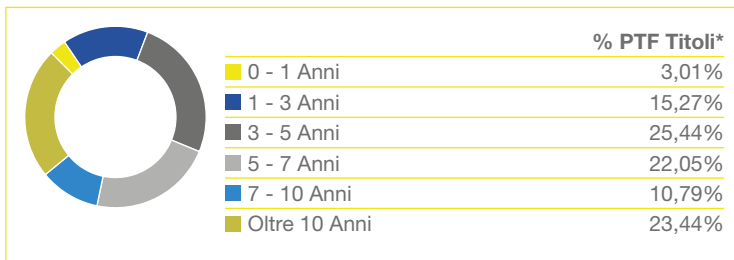 % PTF Titoli*
0 - 1 Anni 3,01%
1 - 3 Anni 15,27%
3 - 5 Anni 25,44%
5 - 7 Anni 22,05%
7 - 10 Anni 10,79%
Oltre 10 Anni 23,44%